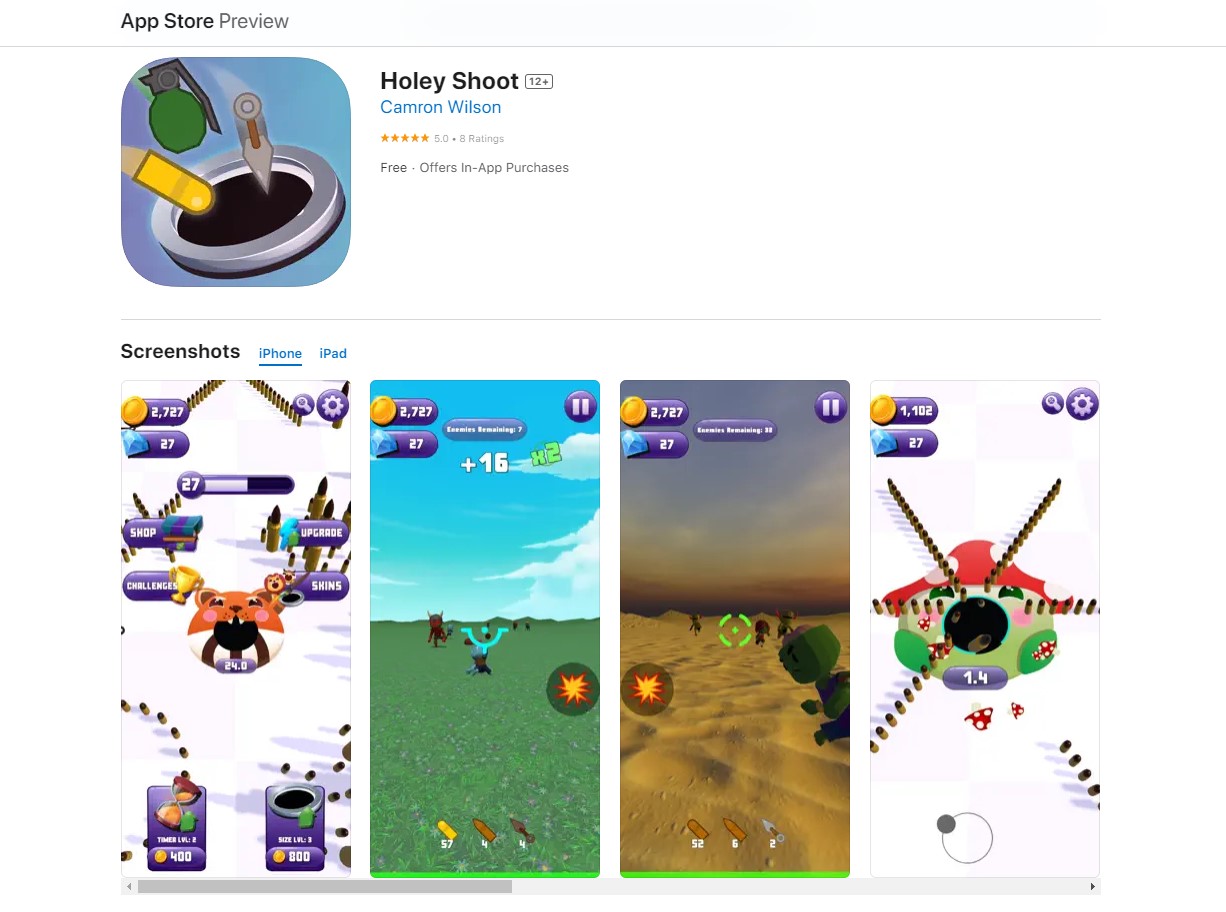 App Store Preview
Holey Shoot 12+
Camron Wilson
5.0 • 8 Ratings
Free · Offers In-App Purchases
Screenshots iPhone iPad
2,727
27
27
SHOP
UPGRADE
CHALLENGES
SKINS
24.0
TIMER LVL: 2
400
SIZE LVL: 3
800
2,727
27
Enemies Remaining: 7
+16 x2
57 4 4
2,727
27
Enemies Remaining: 38
52 6 2
1,102
27
1.4